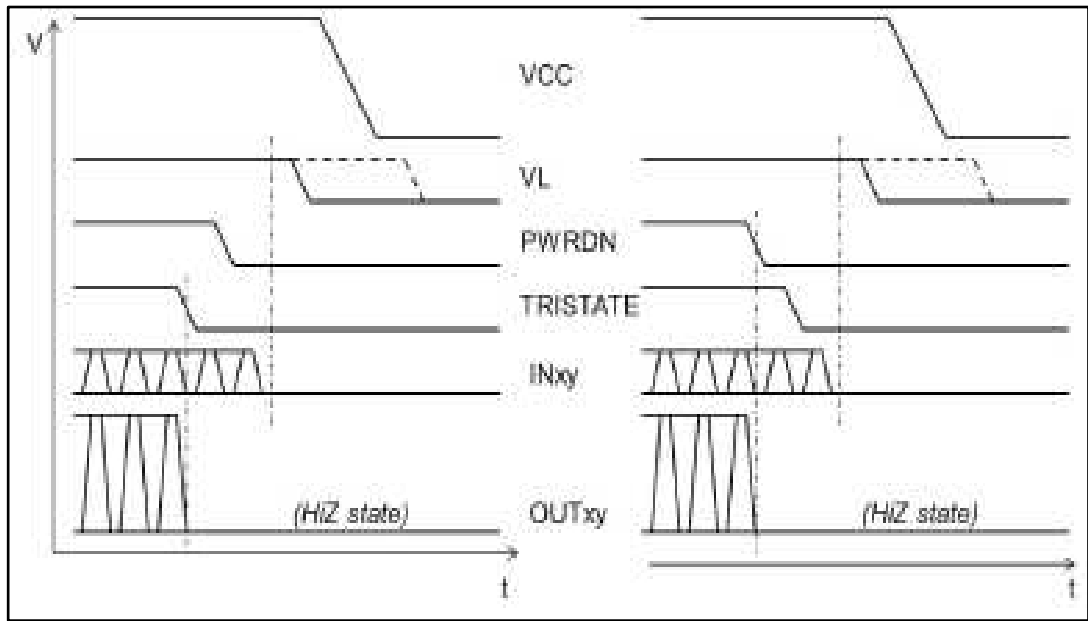 V
VCC
VL
PWRDN
TRISTATE
INxy
(HiZ state)
OUTxy
(HiZ state)
t
t